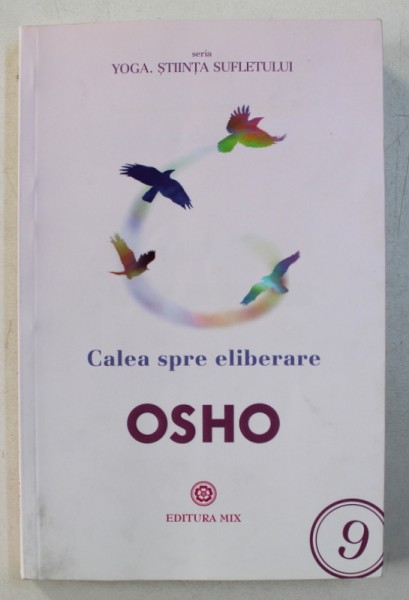 seria
YOGA. ȘTIINȚA SUFLETULUI
Calea spre eliberare
OSHO
EDITURA MIX
9